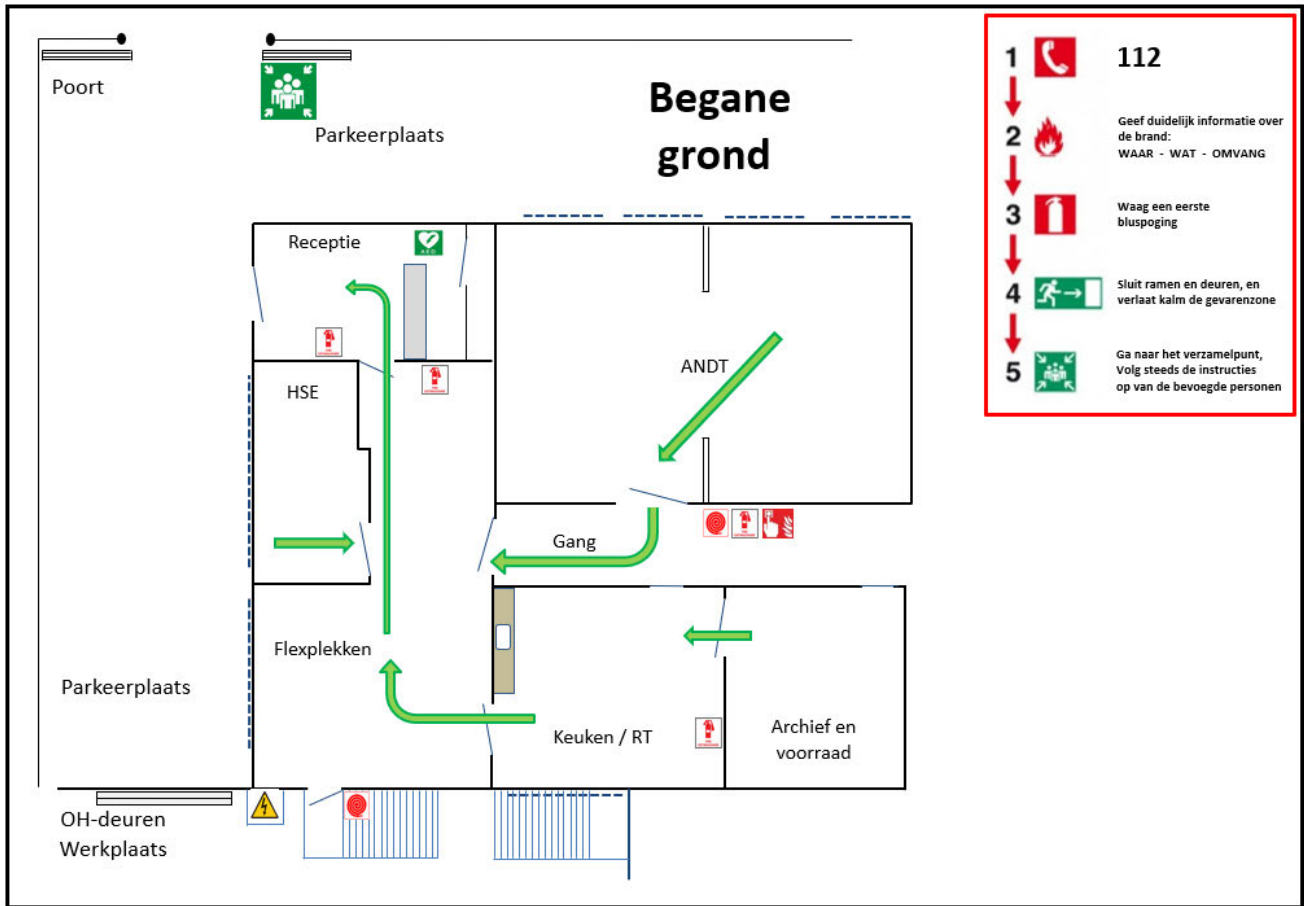 Poort
Parkeerplaats
Begane
grond
1
112
2
Geef duidelijk informatie over
de brand:
WAAR - WAT - OMVANG
3
Waag een eerste
bluspoging
4
Sluit ramen en deuren, en
verlaat kalm de gevarenzone
5
Ga naar het verzamelpunt,
Volg steeds de instructies
op van de bevoegde personen
Receptie
AED
HSE
ANDT
Gang
Flexplekken
Parkeerplaats
Keuken / RT
Archief en
voorraad
OH-deuren
Werkplaats